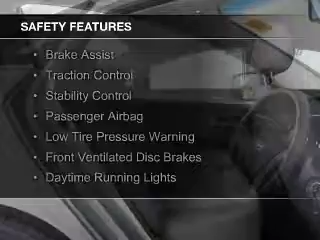 SAFETY FEATURES
• Brake Assist
• Traction Control
• Stability Control
• Passenger Airbag
• Low Tire Pressure Warning
• Front Ventilated Disc Brakes
• Daytime Running Lights